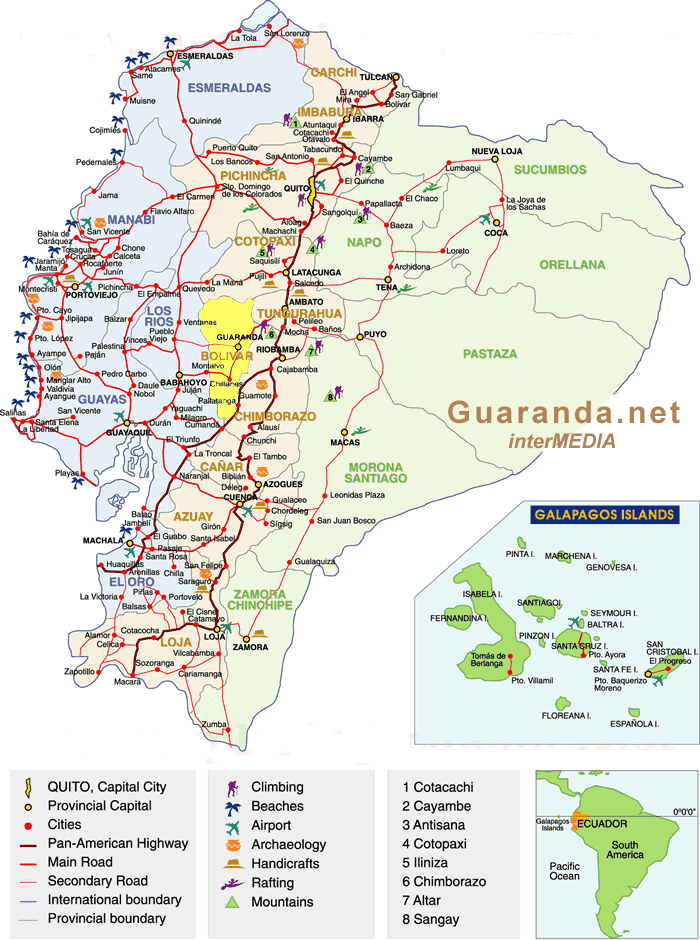 La Tola
San Lorenzo
ESMERALDAS
Atacames
Same
CARCHI
TULCAN
ESMERALDAS
El Angel
San Gabriel
Mira
Bolívar
Muisne
IMBABURA
IBARRA
Quinindé
1
Atuntaqui
Cotacachi
Otavalo
Cojimíes
Puerto Quito
Tabacundo
Los Bancos
San Antonio
Cayambe
NUEVA LOJA
Pedernales
PICHINCHA
2
Lumbaqui
SUCUMBIOS
El Quinche
Sto. Domingo
de los Colorados
QUITO
Jama
El Carmen
Papallacta
El Chaco
La Joya de
los Sachas
MANABI
Flavio Alfaro
Sangolquí
3
San Vicente
Aloag
Baeza
COCA
Bahía de
Caráquez
Machachi
Tosagua
Chone
COTOPAXI
4
NAPO
Crucita
Calceta
5
Loreto
Jaramijó
Rocafuerte
Saquisilí
ORELLANA
Manta
Junín
LATACUNGA
Archidona
Montecristi
Pichincha
La Maná
Pujilí
Salcedo
PORTOVIEJO
El Empalme
Quevedo
TENA
Pto. Cayo
AMBATO
Jipijapa
Balzar
LOS
RIOS
TUNGURAHUA
Ventanas
Pelileo
Pueblo
Viejo
Baños
Pto. López
GUARANDA
6
Mocha
PUYO
Palestina
Vinces
7
Ayampe
Paján
BOLIVAR
RIOBAMBA
PASTAZA
Olón
Montalvo
Manglar Alto
Pedro Carbo
BABAHOYO
Chillanes
Cajabamba
Valdivia
Daule
Juján
Ayangue
GUAYAS
Nobol
Pallatanga
Guamote
8
Salinas
San Vicente
Yaguachi
Guaranda.net
Santa Elena
Milagro
CHIMBORAZO
La Libertad
Durán
Cumandá
Alausí
MACAS
interMEDIA
GUAYAQUIL
El Triunfo
Chunchi
La Troncal
El Tambo
Playas
CAÑAR
MORONA
SANTIAGO
Naranjal
Biblián
AZOGUES
Déleg
CUENCA
Gualaceo
Leonidas Plaza
Balao
AZUAY
Chordeleg
Jambelí
Girón
Sígsig
San Juan Bosco
MACHALA
El Guabo
Santa Isabel
Pasaje
Santa Rosa
Huaquillas
San Felipe
Gualaquiza
Arenillas
Chilla
EL ORO
Saraguro
La Victoria
Piñas
Portovelo
ZAMORA
CHINCHIPE
Balsas
El Cisne
Catamayo
Alamor
Cotacocha
LOJA
LOJA
Celica
ZAMORA
Vilcabamba
Zapotillo
Sozoranga
Cariamanga
Macara
Zumba
GALAPAGOS ISLANDS
PINTA I.
MARCHENA I.
GENOVESA I.
ISABELA I.
SANTIAGO I.
FERNANDINA I.
SEYMOUR I.
BALTRA I.
PINZON I.
SANTA CRUZ I.
SAN
CRISTOBAL I.
Tomás de
Berlanga
Pto. Ayora
SANTA FE I.
El Progreso
Pto. Villamil
Pto. Baquerizo
Moreno
FLOREANA I.
ESPAÑOLA I.
QUITO, Capital City
Provincial Capital
Cities
Pan-American Highway
Main Road
Secondary Road
International boundary
Provincial boundary
Climbing
Beaches
Airport
Archaeology
Handicrafts
Rafting
Mountains
1 Cotacachi
2 Cayambe
3 Antisana
4 Cotopaxi
5 Iliniza
6 Chimborazo
7 Altar
8 Sangay
0°0'0"
Galapagos
Islands
ECUADOR
South
America
Pacific
Ocean